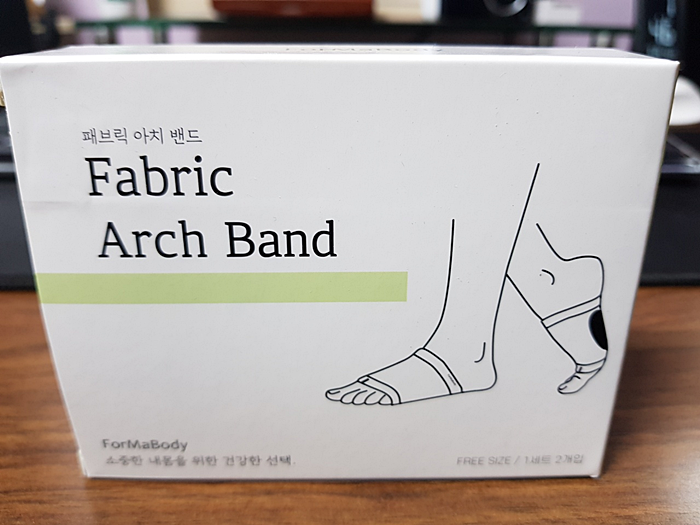 ForMaBody
패브릭 아치 밴드
Fabric
Arch Band
ForMaBody
소중한 내몸을 위한 건강한 선택.
FREE SIZE / 1세트 2개입